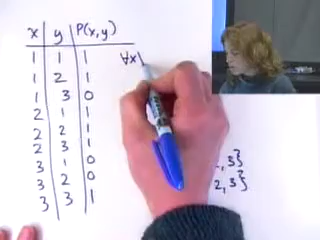 x y P(x,y)
1 1 1 ∀x
1 2 1
1 3 0
2 1 1
2 2 1
2 3 1
3 1 0
3 2 0
3 3 1
, 3}
2, 3}